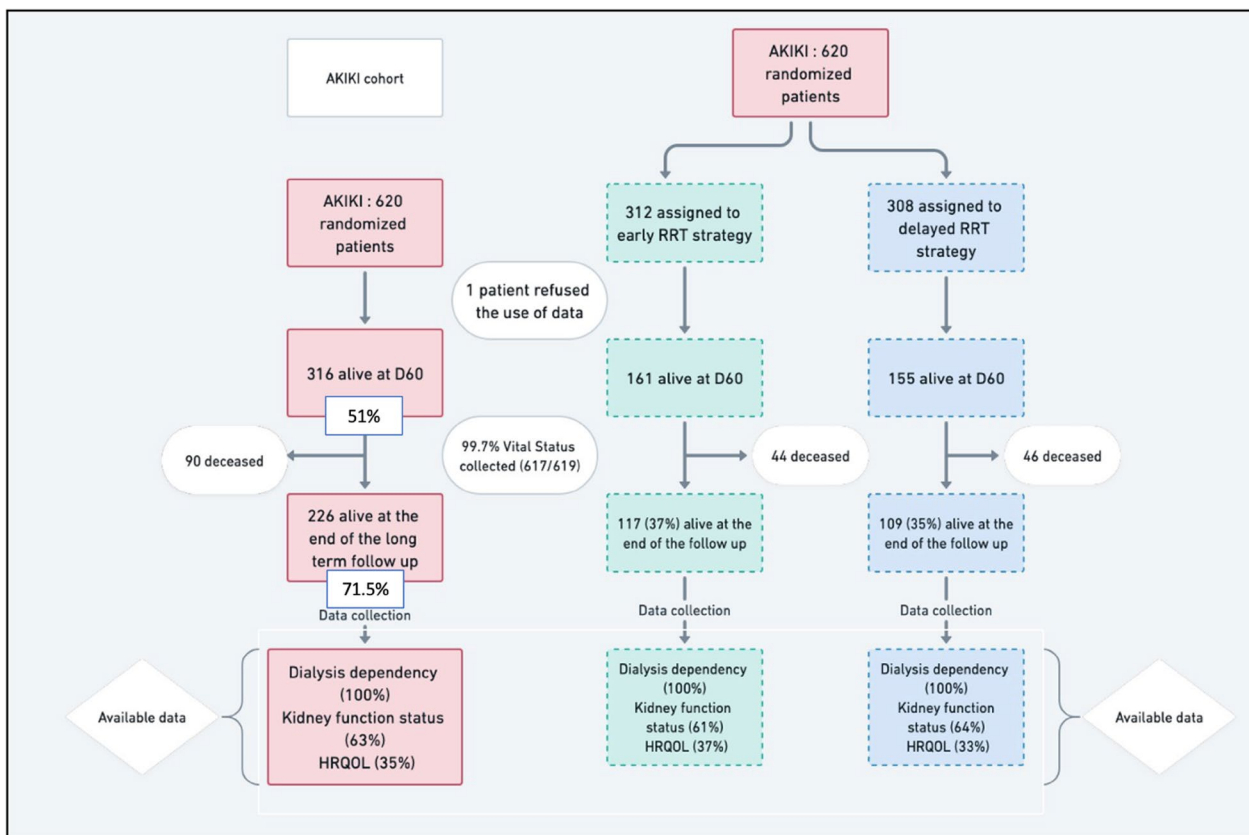 AKIKI cohort
AKIKI : 620
randomized
patients
AKIKI : 620
randomized
patients
312 assigned to
early RRT strategy
308 assigned to
delayed RRT
strategy
1 patient refused
the use of data
316 alive at D60
51%
161 alive at D60
155 alive at D60
90 deceased
99.7% Vital Status
collected (617/619)
44 deceased
46 deceased
226 alive at the
end of the long
term follow up
71.5%
117 (37%) alive at the
end of the follow up
109 (35%) alive at the
end of the follow up
Data collection
Data collection
Data collection
Available data
Dialysis dependency
(100%)
Kidney function status
(63%)
HRQOL (35%)
Dialysis dependency
(100%)
Kidney function
status (61%)
HRQOL (37%)
Dialysis dependency
(100%)
Kidney function
status (64%)
HRQOL (33%)
Available data